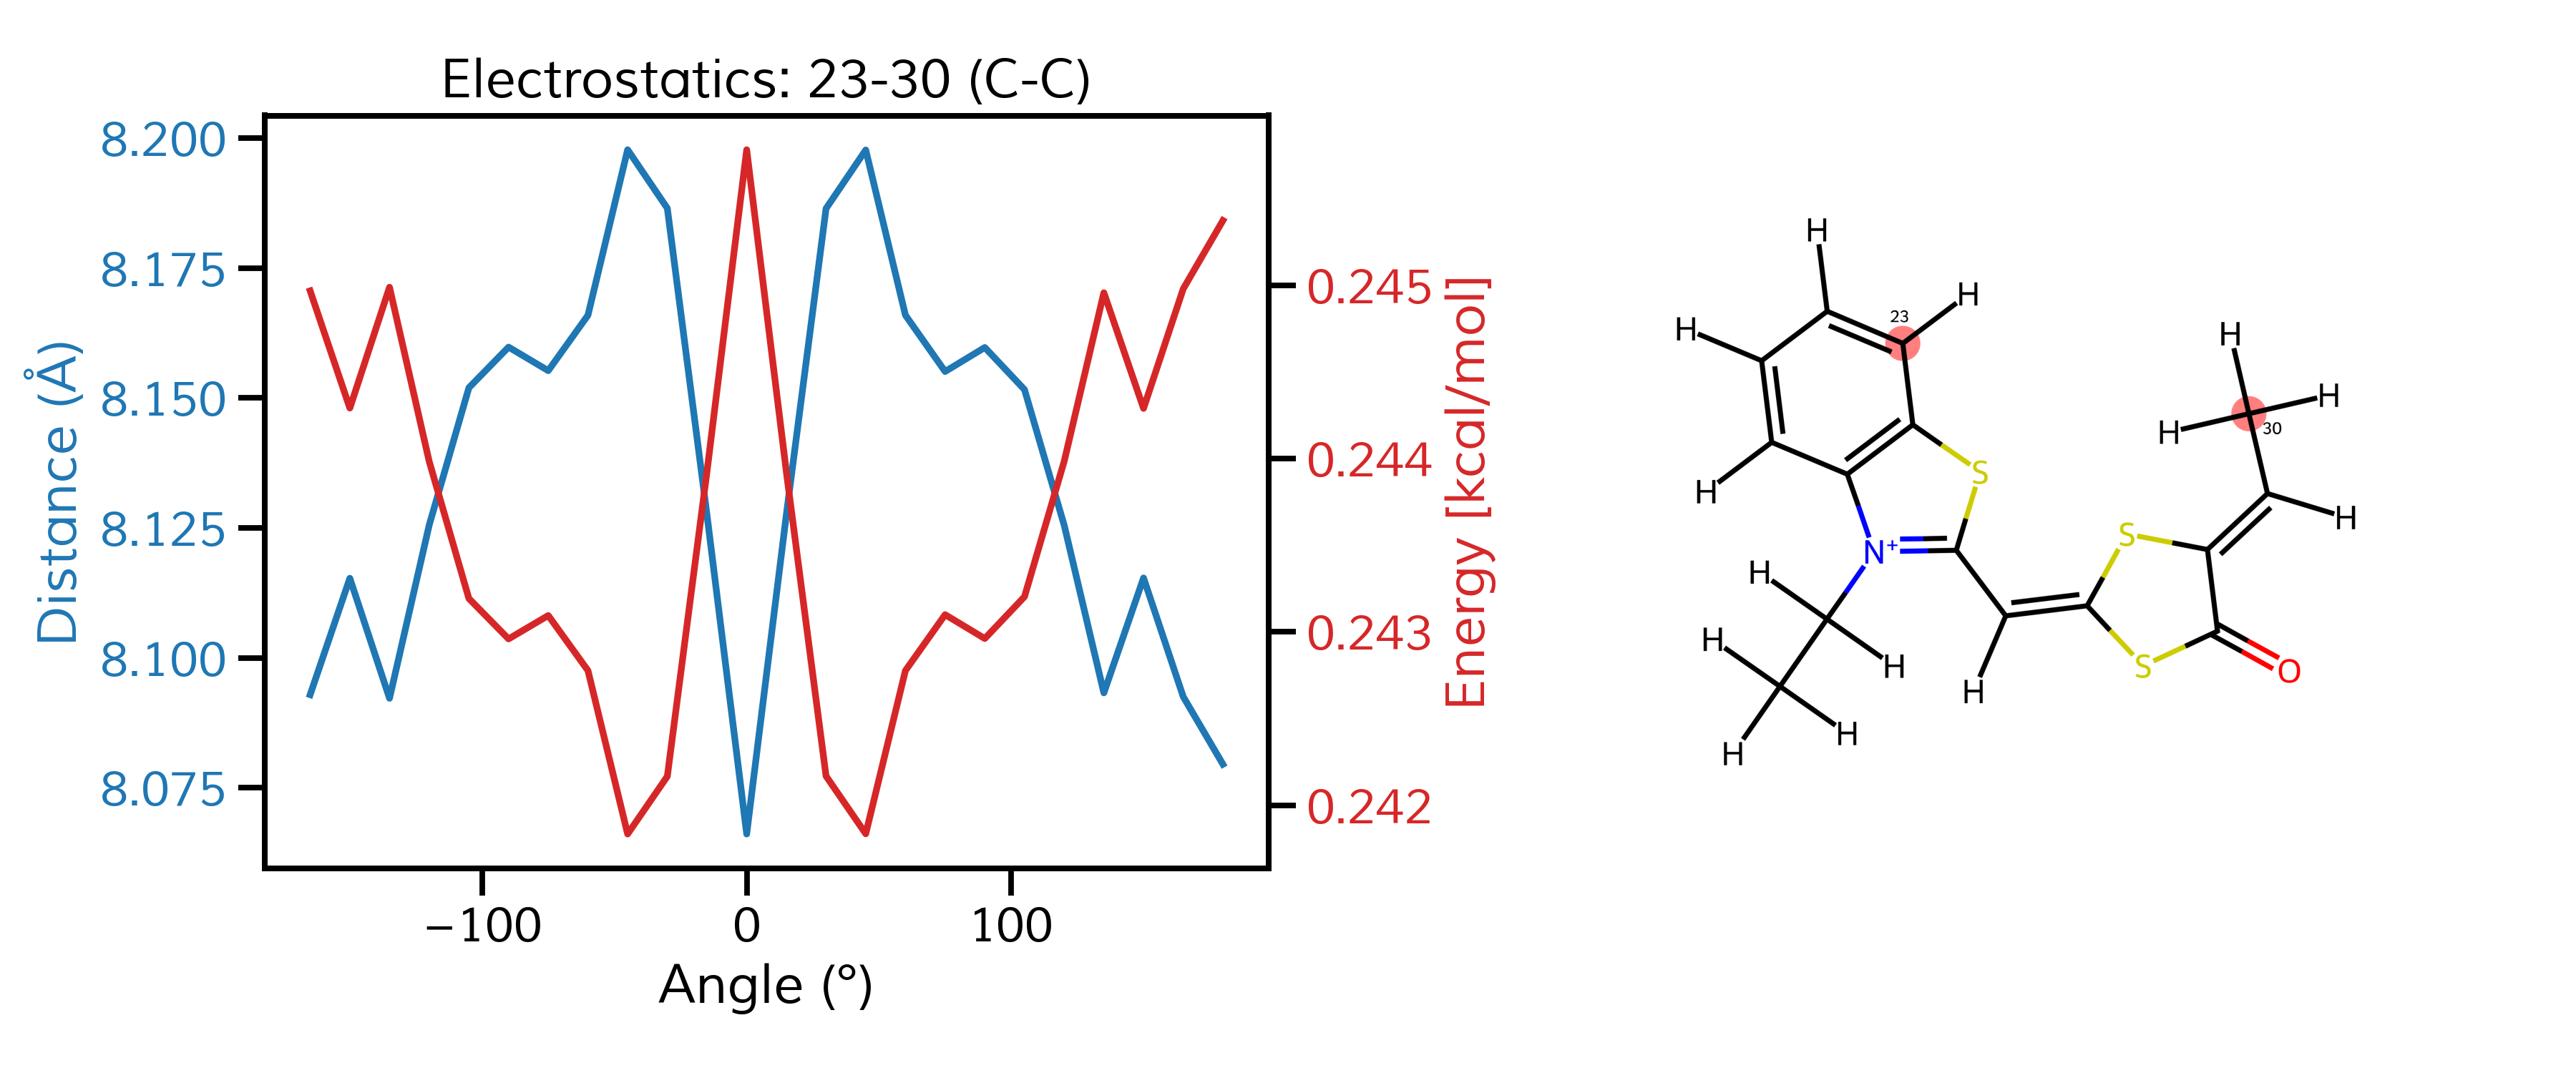 Electrostatics: 23-30 (C-C)
8.200
8.175
8.150
8.125
8.100
8.075
Distance (Å)
0.245
0.244
0.243
0.242
Energy [kcal/mol]
−100
0
100
Angle (°)
H
H
23
H
H
H
H
H
30
S
H
S
N⁺
H
H
H
S
O
H
H
H